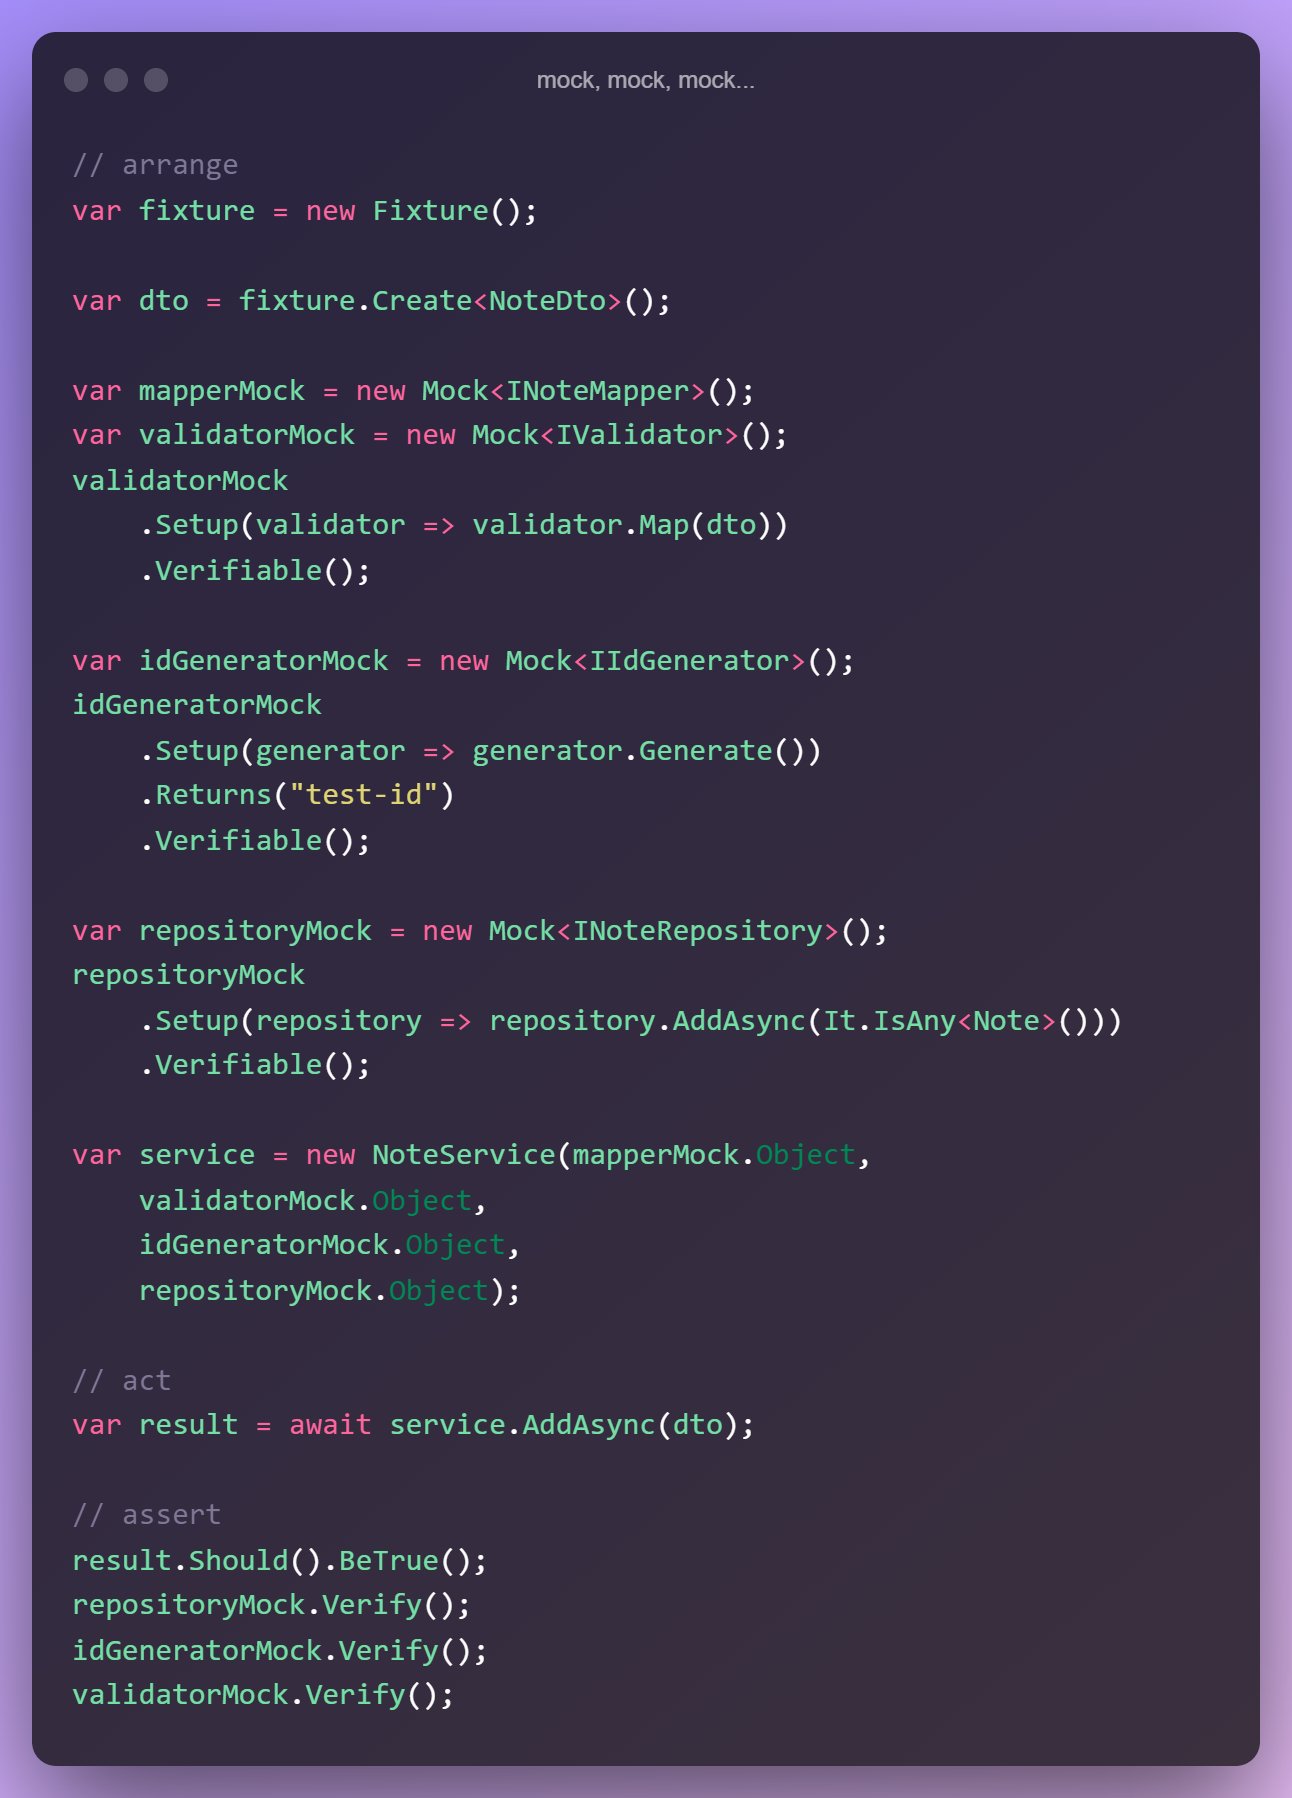 mock, mock, mock...
// arrange
var fixture = new Fixture();
var dto = fixture.Create<NoteDto>();
var mapperMock = new Mock<INoteMapper>();
var validatorMock = new Mock<IValidator>();
validatorMock
    .Setup(validator => validator.Map(dto))
    .Verifiable();
var idGeneratorMock = new Mock<IIdGenerator>();
idGeneratorMock
    .Setup(generator => generator.Generate())
    .Returns("test-id")
    .Verifiable();
var repositoryMock = new Mock<INoteRepository>();
repositoryMock
    .Setup(repository => repository.AddAsync(It.IsAny<Note>()))
    .Verifiable();
var service = new NoteService(mapperMock.Object,
    validatorMock.Object,
    idGeneratorMock.Object,
    repositoryMock.Object);
// act
var result = await service.AddAsync(dto);
// assert
result.Should().BeTrue();
repositoryMock.Verify();
idGeneratorMock.Verify();
validatorMock.Verify();